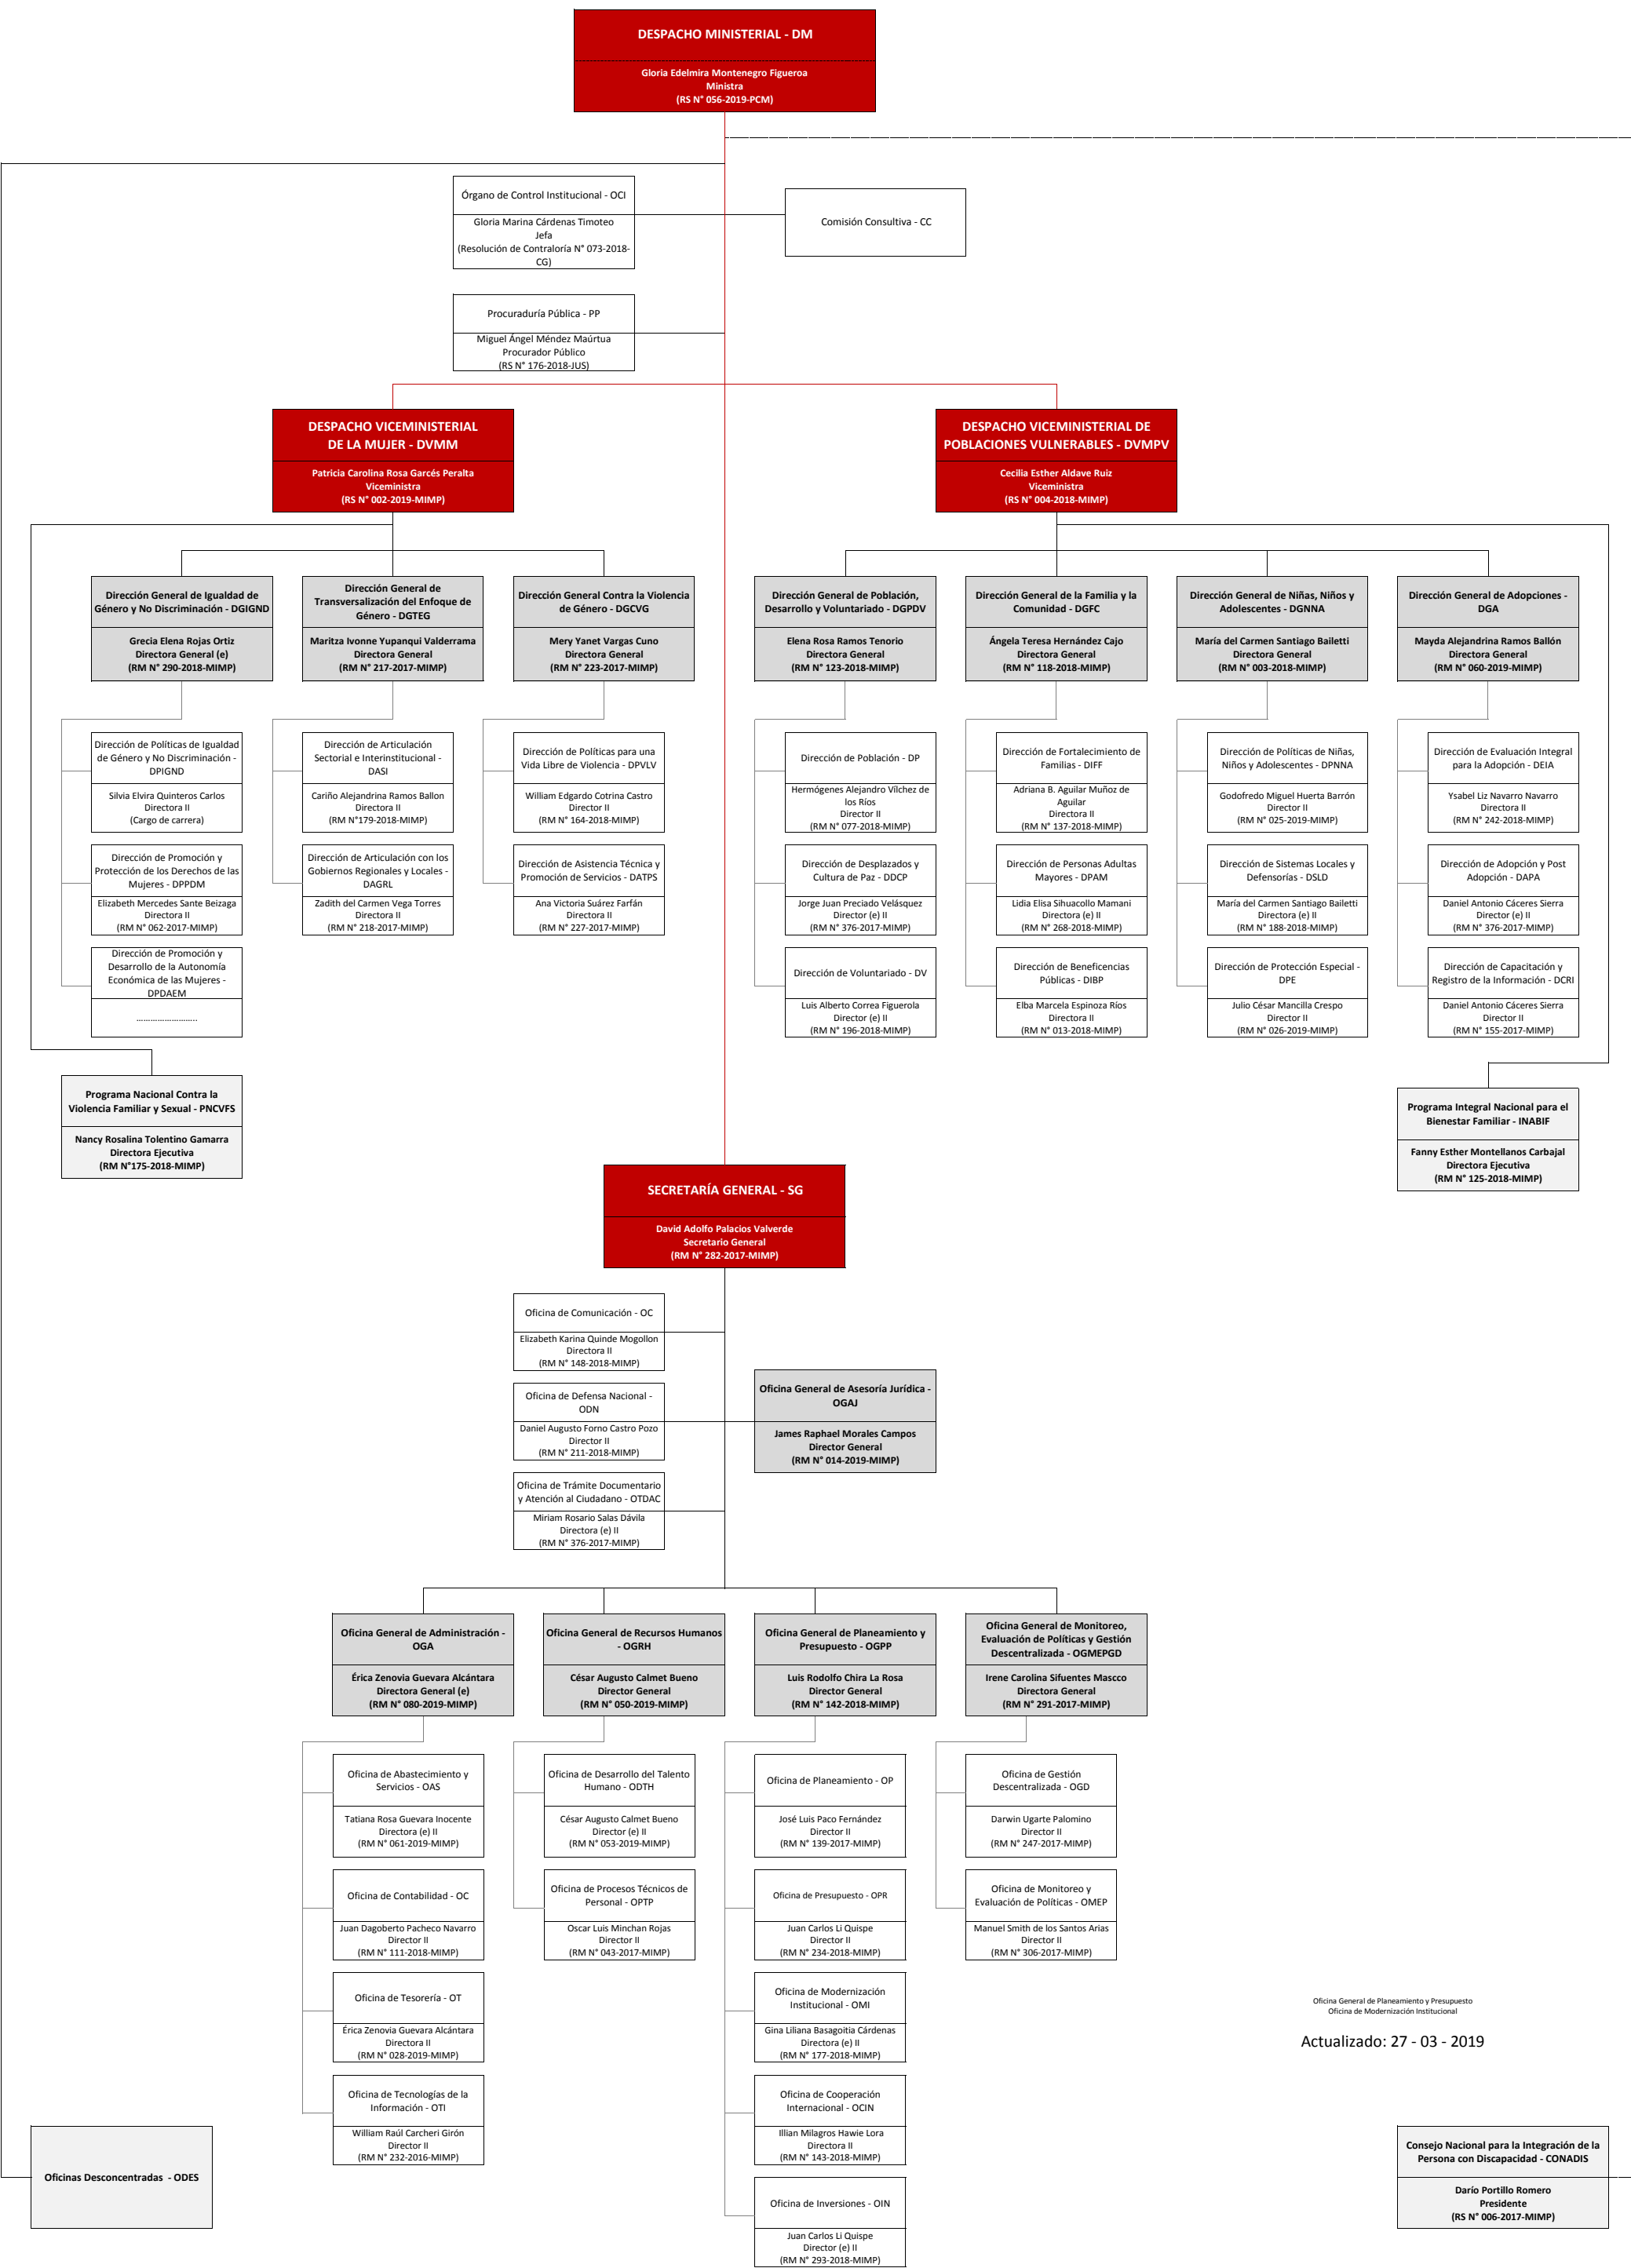 DESPACHO MINISTERIAL - DM
Gloria Edelmira Montenegro Figueroa
Ministra
(RS N° 056-2019-PCM)
Órgano de Control Institucional - OCI
Gloria Marina Cárdenas Timoteo
Jefa
(Resolución de Contraloría N° 073-2018-
CG)
Comisión Consultiva - CC
Procuraduría Pública - PP
Miguel Ángel Méndez Maúrtua
Procurador Público
(RS N° 176-2018-JUS)
DESPACHO VICEMINISTERIAL
DE LA MUJER - DVMM
Patricia Carolina Rosa Garcés Peralta
Viceministra
(RS N° 002-2019-MIMP)
DESPACHO VICEMINISTERIAL DE
POBLACIONES VULNERABLES - DVMPV
Cecilia Esther Aldave Ruiz
Viceministra
(RS N° 004-2018-MIMP)
Dirección General de Igualdad de
Género y No Discriminación - DGIGND
Grecia Elena Rojas Ortiz
Directora General (e)
(RM N° 290-2018-MIMP)
Dirección General de
Transversalización del Enfoque de
Género - DGTEG
Maritza Ivonne Yupanqui Valderrama
Directora General
(RM N° 217-2017-MIMP)
Dirección General Contra la Violencia
de Género - DGCVG
Mery Yanet Vargas Cuno
Directora General
(RM N° 223-2017-MIMP)
Dirección General de Población,
Desarrollo y Voluntariado - DGPDV
Elena Rosa Ramos Tenorio
Directora General
(RM N° 123-2018-MIMP)
Dirección General de la Familia y la
Comunidad - DGFC
Ángela Teresa Hernández Cajo
Directora General
(RM N° 118-2018-MIMP)
Dirección General de Niñas, Niños y
Adolescentes - DGNNA
María del Carmen Santiago Bailetti
Directora General
(RM N° 003-2018-MIMP)
Dirección General de Adopciones -
DGA
Mayda Alejandrina Ramos Ballón
Directora General
(RM N° 060-2019-MIMP)
Dirección de Políticas de Igualdad
de Género y No Discriminación -
DPIGND
Silvia Elvira Quinteros Carlos
Directora II
(Cargo de carrera)
Dirección de Articulación
Sectorial e Interinstitucional -
DASI
Cariño Alejandrina Ramos Ballon
Directora II
(RM N°179-2018-MIMP)
Dirección de Políticas para una
Vida Libre de Violencia - DPVLV
William Edgardo Cotrina Castro
Director II
(RM N° 164-2018-MIMP)
Dirección de Población - DP
Hermógenes Alejandro Vílchez de
los Ríos
Director II
(RM N° 077-2018-MIMP)
Dirección de Fortalecimiento de
Familias - DIFF
Adriana B. Aguilar Muñoz de
Aguilar
Directora II
(RM N° 137-2018-MIMP)
Dirección de Políticas de Niñas,
Niños y Adolescentes - DPNNA
Godofredo Miguel Huerta Barrón
Director II
(RM N° 025-2019-MIMP)
Dirección de Evaluación Integral
para la Adopción - DEIA
Ysabel Liz Navarro Navarro
Directora II
(RM N° 242-2018-MIMP)
Dirección de Promoción y
Protección de los Derechos de las
Mujeres - DPPDM
Elizabeth Mercedes Sante Beizaga
Directora II
(RM N° 062-2017-MIMP)
Dirección de Articulación con los
Gobiernos Regionales y Locales -
DAGRL
Zadith del Carmen Vega Torres
Directora II
(RM N° 218-2017-MIMP)
Dirección de Asistencia Técnica y
Promoción de Servicios - DATPS
Ana Victoria Suárez Farfán
Directora II
(RM N° 227-2017-MIMP)
Dirección de Desplazados y
Cultura de Paz - DDCP
Jorge Juan Preciado Velásquez
Director (e) II
(RM N° 376-2017-MIMP)
Dirección de Personas Adultas
Mayores - DPAM
Lidia Elisa Sihuacollo Mamani
Directora (e) II
(RM N° 268-2018-MIMP)
Dirección de Sistemas Locales y
Defensorías - DSLD
María del Carmen Santiago Bailetti
Directora (e) II
(RM N° 188-2018-MIMP)
Dirección de Adopción y Post
Adopción - DAPA
Daniel Antonio Cáceres Sierra
Director (e) II
(RM N° 376-2017-MIMP)
Dirección de Promoción y
Desarrollo de la Autonomía
Económica de las Mujeres -
DPDAEM
……………………..
Dirección de Voluntariado - DV
Luis Alberto Correa Figuerola
Director (e) II
(RM N° 196-2018-MIMP)
Dirección de Beneficencias
Públicas - DIBP
Elba Marcela Espinoza Ríos
Directora II
(RM N° 013-2018-MIMP)
Dirección de Protección Especial -
DPE
Julio César Mancilla Crespo
Director II
(RM N° 026-2019-MIMP)
Dirección de Capacitación y
Registro de la Información - DCRI
Daniel Antonio Cáceres Sierra
Director II
(RM N° 155-2017-MIMP)
Programa Nacional Contra la
Violencia Familiar y Sexual - PNCVFS
Nancy Rosalina Tolentino Gamarra
Directora Ejecutiva
(RM N°175-2018-MIMP)
Programa Integral Nacional para el
Bienestar Familiar - INABIF
Fanny Esther Montellanos Carbajal
Directora Ejecutiva
(RM N° 125-2018-MIMP)
SECRETARÍA GENERAL - SG
David Adolfo Palacios Valverde
Secretario General
(RM N° 282-2017-MIMP)
Oficina de Comunicación - OC
Elizabeth Karina Quinde Mogollon
Directora II
(RM N° 148-2018-MIMP)
Oficina de Defensa Nacional -
ODN
Daniel Augusto Forno Castro Pozo
Director II
(RM N° 211-2018-MIMP)
Oficina General de Asesoría Jurídica -
OGAJ
James Raphael Morales Campos
Director General
(RM N° 014-2019-MIMP)
Oficina de Trámite Documentario
y Atención al Ciudadano - OTDAC
Miriam Rosario Salas Dávila
Directora (e) II
(RM N° 376-2017-MIMP)
Oficina General de Administración -
OGA
Érica Zenovia Guevara Alcántara
Directora General (e)
(RM N° 080-2019-MIMP)
Oficina General de Recursos Humanos
- OGRH
César Augusto Calmet Bueno
Director General
(RM N° 050-2019-MIMP)
Oficina General de Planeamiento y
Presupuesto - OGPP
Luis Rodolfo Chira La Rosa
Director General
(RM N° 142-2018-MIMP)
Oficina General de Monitoreo,
Evaluación de Políticas y Gestión
Descentralizada - OGMEPGD
Irene Carolina Sifuentes Mascco
Directora General
(RM N° 291-2017-MIMP)
Oficina de Abastecimiento y
Servicios - OAS
Tatiana Rosa Guevara Inocente
Directora (e) II
(RM N° 061-2019-MIMP)
Oficina de Desarrollo del Talento
Humano - ODTH
César Augusto Calmet Bueno
Director (e) II
(RM N° 053-2019-MIMP)
Oficina de Planeamiento - OP
José Luis Paco Fernández
Director II
(RM N° 139-2017-MIMP)
Oficina de Gestión
Descentralizada - OGD
Darwin Ugarte Palomino
Director II
(RM N° 247-2017-MIMP)
Oficina de Contabilidad - OC
Juan Dagoberto Pacheco Navarro
Director II
(RM N° 111-2018-MIMP)
Oficina de Procesos Técnicos de
Personal - OPTP
Oscar Luis Minchan Rojas
Director II
(RM N° 043-2017-MIMP)
Oficina de Presupuesto - OPR
Juan Carlos Li Quispe
Director II
(RM N° 234-2018-MIMP)
Oficina de Monitoreo y
Evaluación de Políticas - OMEP
Manuel Smith de los Santos Arias
Director II
(RM N° 306-2017-MIMP)
Oficina de Tesorería - OT
Érica Zenovia Guevara Alcántara
Directora II
(RM N° 028-2019-MIMP)
Oficina de Modernización
Institucional - OMI
Gina Liliana Basagoitia Cárdenas
Directora (e) II
(RM N° 177-2018-MIMP)
Oficina General de Planeamiento y Presupuesto
Oficina de Modernización Institucional
Actualizado: 27 - 03 - 2019
Oficina de Tecnologías de la
Información - OTI
William Raúl Carcheri Girón
Director II
(RM N° 232-2016-MIMP)
Oficina de Cooperación
Internacional - OCIN
Illian Milagros Hawie Lora
Directora II
(RM N° 143-2018-MIMP)
Oficinas Desconcentradas - ODES
Consejo Nacional para la Integración de la
Persona con Discapacidad - CONADIS
Darío Portillo Romero
Presidente
(RS N° 006-2017-MIMP)
Oficina de Inversiones - OIN
Juan Carlos Li Quispe
Director (e) II
(RM N° 293-2018-MIMP)